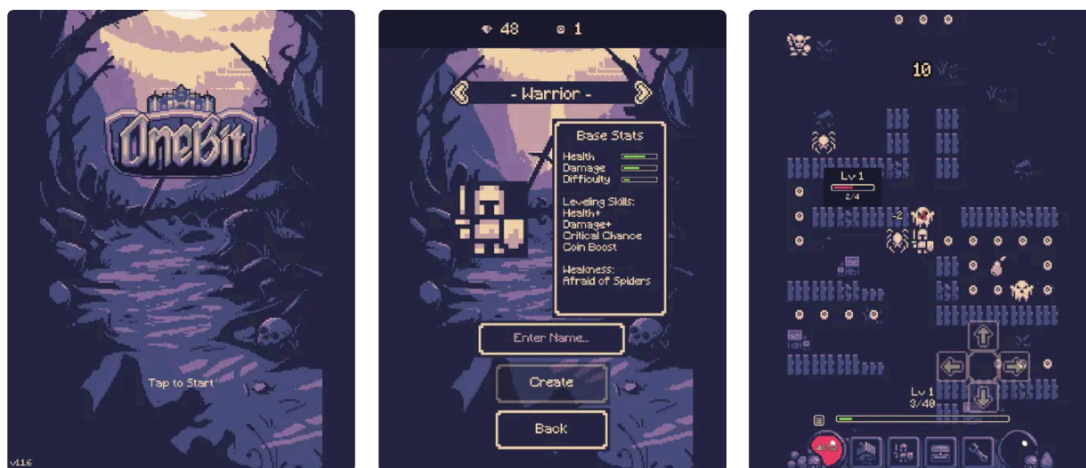 OneBit
Tap to Start
v1.1.6
48
1
- Warrior -
Base Stats
Health
Damage
Difficulty
Leveling Skills:
Health+
Damage+
Critical Chance
Coin Boost
Weakness:
Afraid of Spiders
Enter Name...
Create
Back
10
Lv 1
2/4
-2
Lv 1
3/40